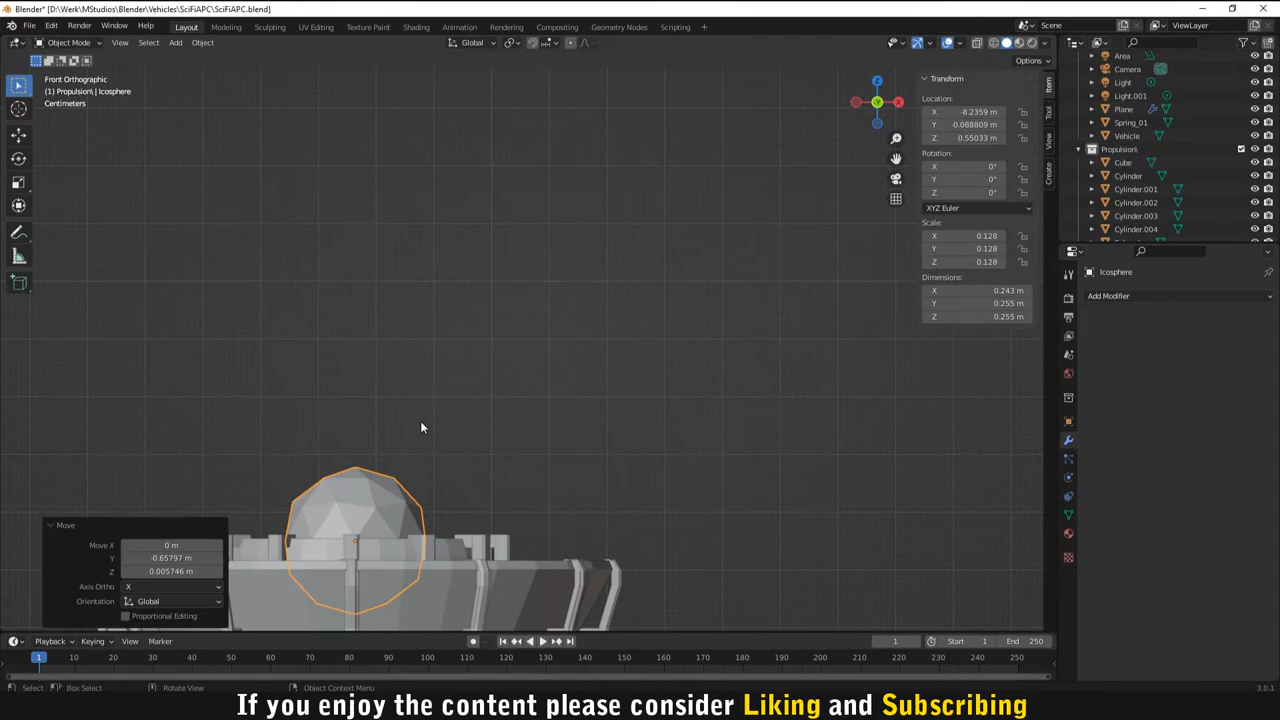 Blender* [D:\Werk\MStudios\Blender\Vehicles\SciFiAPC\SciFiAPC.blend]
File Edit Render Window Help Layout Modeling Sculpting UV Editing Texture Paint Shading Animation Rendering Compositing Geometry Nodes Scripting + Scene ViewLayer
Object Mode View Select Add Object Global
Options
Front Orthographic
(1) Propulsion\ | Icosphere
Centimeters
Transform
Location:
X -8.2359 m
Y -0.088809 m
Z 0.55033 m
Rotation:
X 0°
Y 0°
Z 0°
XYZ Euler
Scale:
X 0.128
Y 0.128
Z 0.128
Dimensions:
X 0.243 m
Y 0.255 m
Z 0.255 m
Item
Tool
View
Create
Z
Y
X
Area
Camera
Light
Light.001
Plane
Spring_01
Vehicle
Propulsion\
Cube
Cylinder
Cylinder.001
Cylinder.002
Cylinder.003
Cylinder.004
Icosphere
Add Modifier
Move
Move X 0 m
Y -0.65797 m
Z 0.005746 m
Axis Ortho X
Orientation Global
Proportional Editing
Playback Keying View Marker 1 Start 1 End 250
1 10 20 30 40 50 60 70 80 90 100 110 120 130 140 150 160 170 180 190 200 210 220 230 240 250
Select Box Select Rotate View Object Context Menu 3.0.1
If you enjoy the content please consider Liking and Subscribing